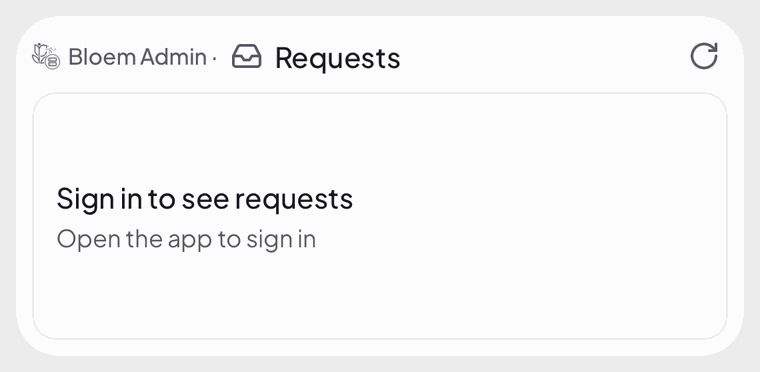 Bloem Admin · Requests
Sign in to see requests
Open the app to sign in